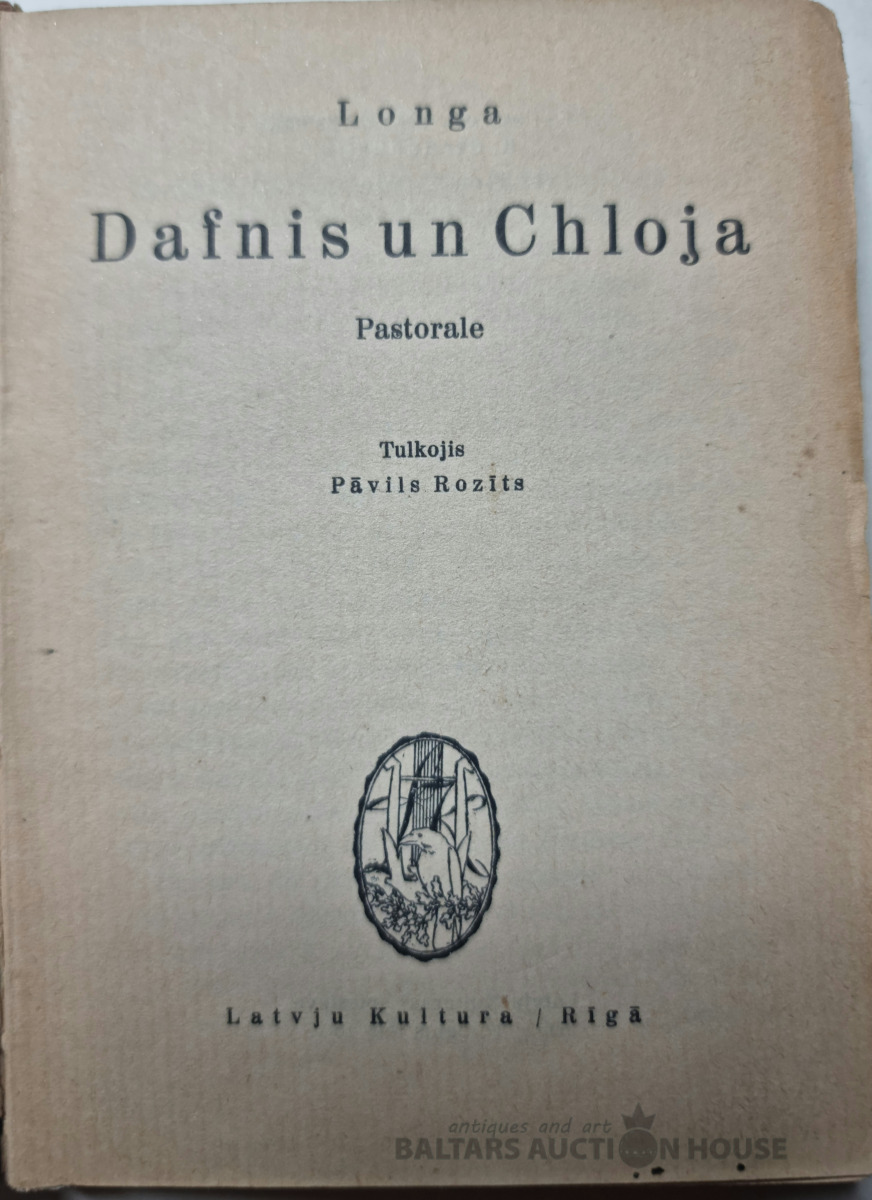 Longa
Dafnis un Chloja
Pastorale
Tulkojis
Pāvils Rozīts
Latvju Kultura / Rīgā
antiques and art
BALTARS AUCTION HOUSE